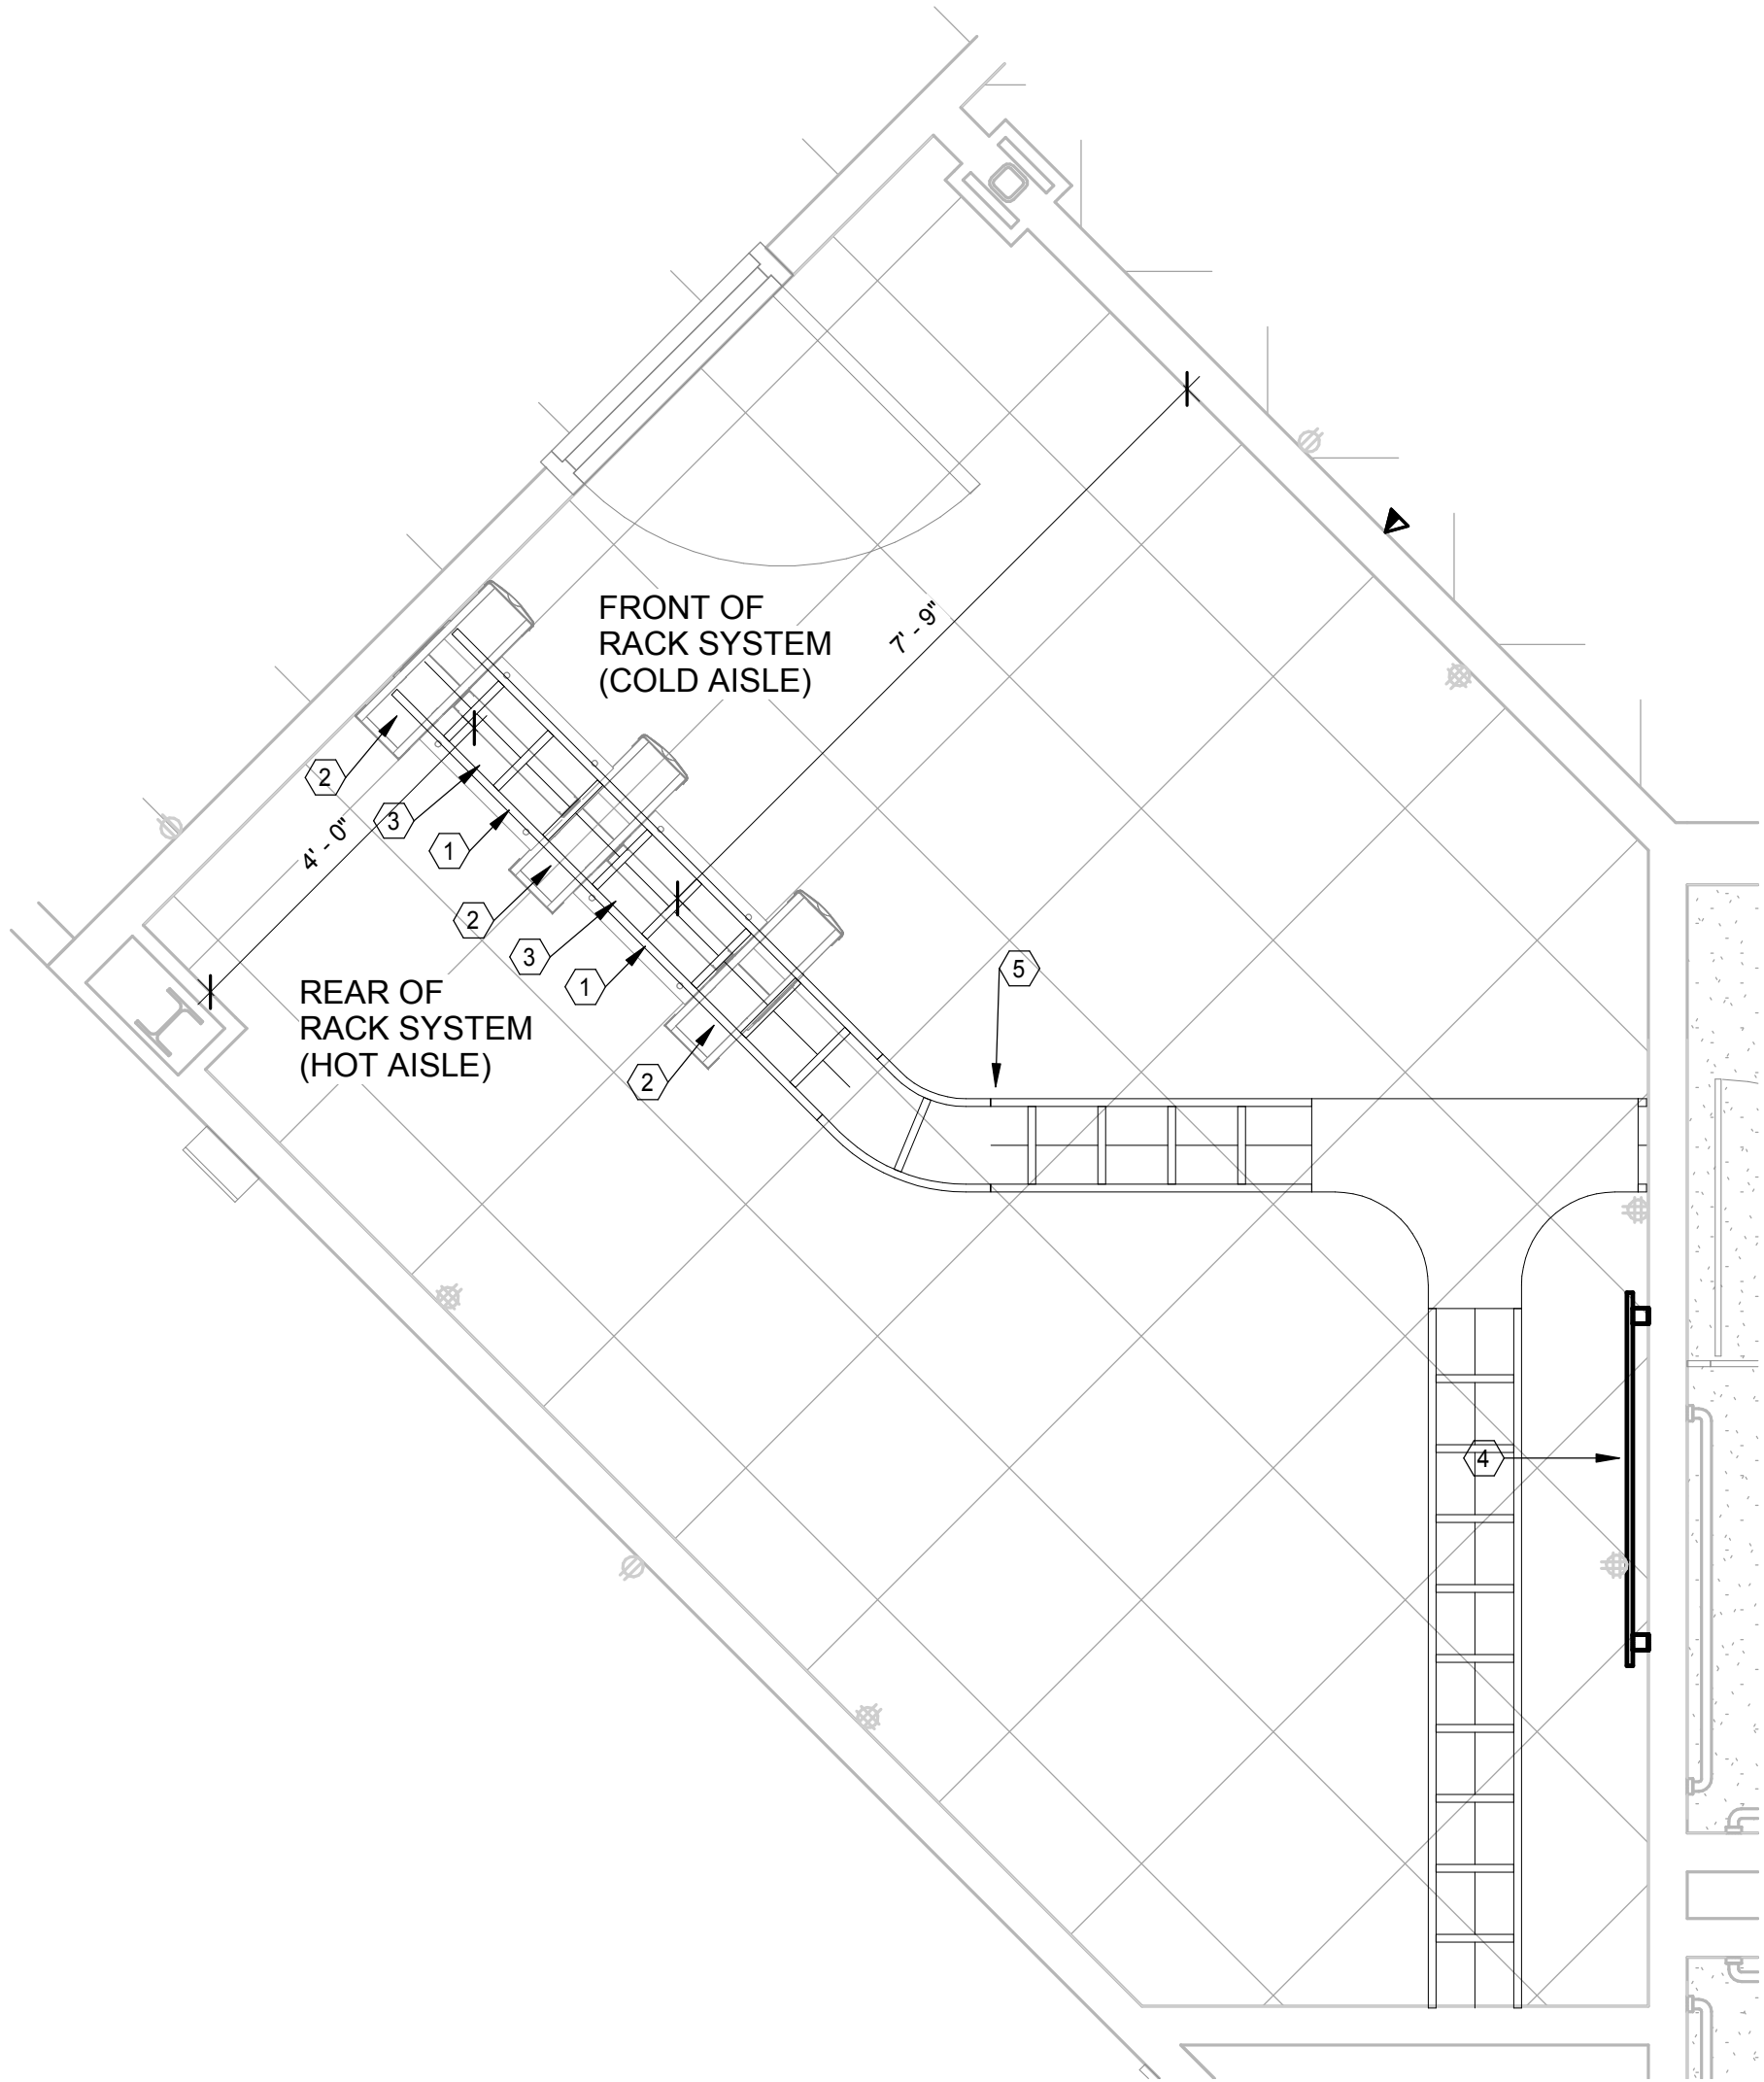 FRONT OF
RACK SYSTEM
(COLD AISLE)
7' - 9"
2
3
1
4' - 0"
2
3
1
5
REAR OF
RACK SYSTEM
(HOT AISLE)
2
4